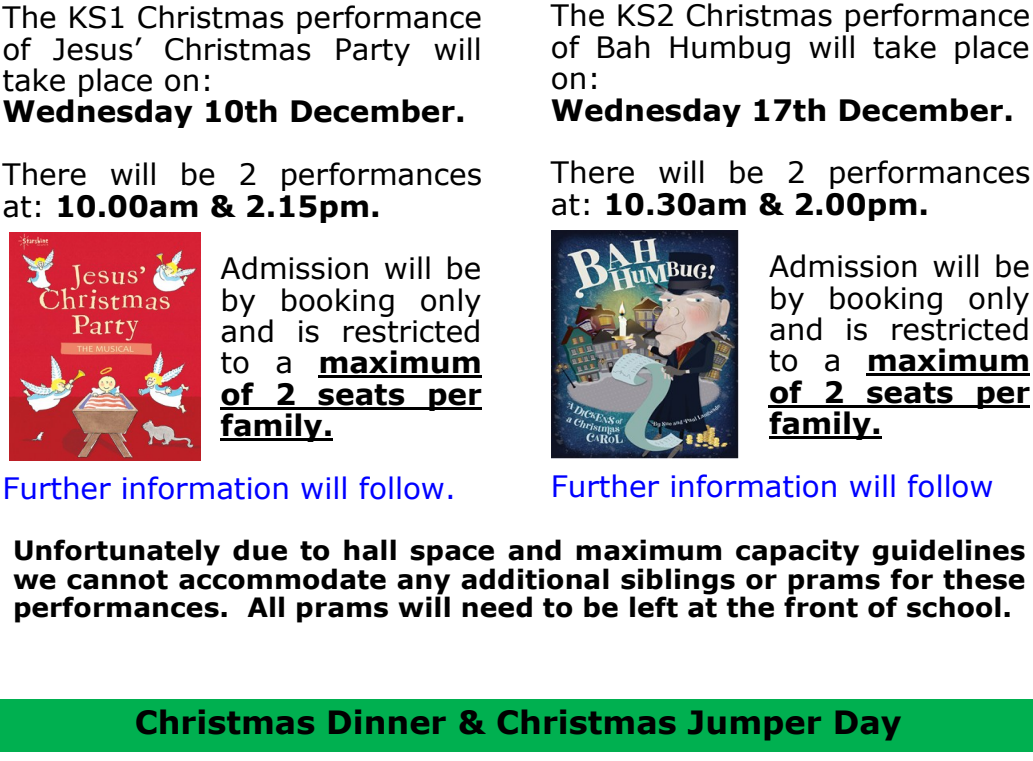 The KS1 Christmas performance
of Jesus’ Christmas Party will
take place on:
Wednesday 10th December.
There will be 2 performances
at: 10.00am & 2.15pm.
Starshine
Jesus’
Christmas
Party
THE MUSICAL
Admission will be
by booking only
and is restricted
to a maximum
of 2 seats per
family.
Further information will follow.
The KS2 Christmas performance
of Bah Humbug will take place
on:
Wednesday 17th December.
There will be 2 performances
at: 10.30am & 2.00pm.
BAH
HUMBUG!
A DICKENS of
a Christmas
CAROL
Admission will be
by booking only
and is restricted
to a maximum
of 2 seats per
family.
Further information will follow
Unfortunately due to hall space and maximum capacity guidelines
we cannot accommodate any additional siblings or prams for these
performances.  All prams will need to be left at the front of school.
Christmas Dinner & Christmas Jumper Day